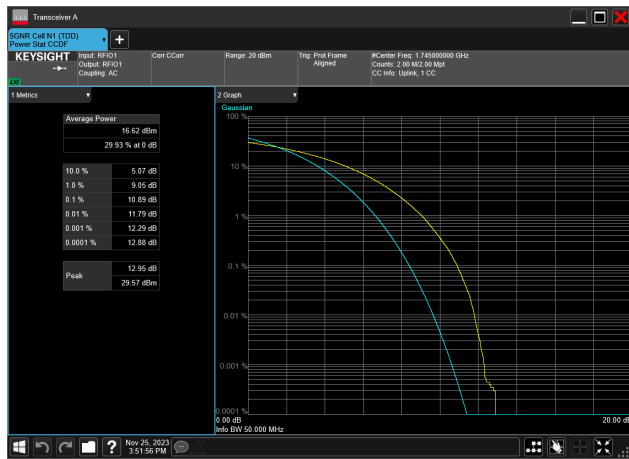 Transceiver A
5GNR Cell N1 (TDD)
Power Stat CCDF
KEYSIGHT
Input: RFIO1
Output: RFIO1
Coupling: AC
Corr CCorr
Range: 20 dBm
Trig: Prot Frame
Aligned
#Center Freq: 1.745000000 GHz
Counts: 2.00 M/2.00 Mpt
CC Info: Uplink, 1 CC
1 Metrics
2 Graph
Average Power
16.62 dBm
29.93 % at 0 dB
10.0 % 5.07 dB
1.0 % 9.05 dB
0.1 % 10.89 dB
0.01 % 11.79 dB
0.001 % 12.29 dB
0.0001 % 12.88 dB
Peak
12.95 dB
29.57 dBm
Gaussian
100 %
10 %
1 %
0.1 %
0.01 %
0.001 %
0.0001 %
0.00 dB
20.00 dB
Info BW 50.000 MHz
Nov 25, 2023
3:51:56 PM